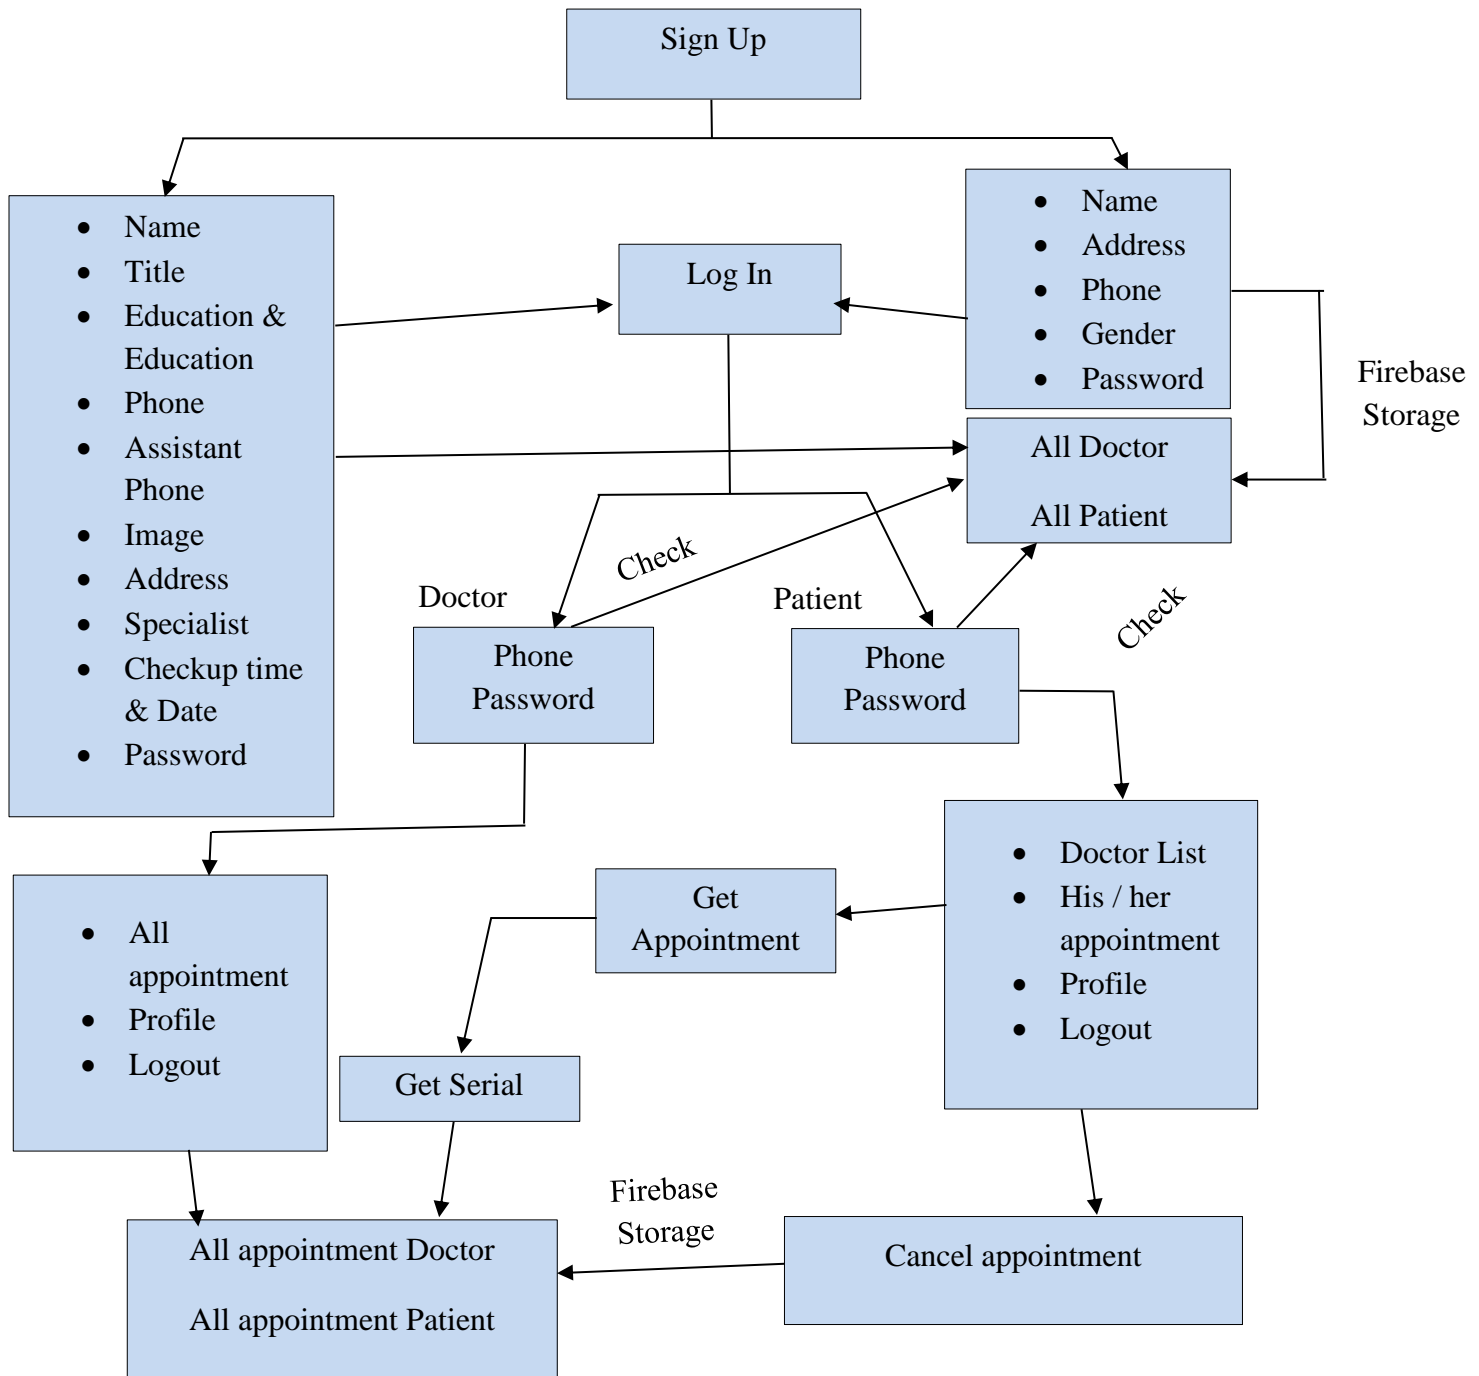 Sign Up
• Name
• Title
• Education &
Education
• Phone
• Assistant
Phone
• Image
• Address
• Specialist
• Checkup time
& Date
• Password
Log In
• Name
• Address
• Phone
• Gender
• Password
Firebase
Storage
All Doctor
All Patient
Check
Doctor
Patient
Check
Phone
Password
Phone
Password
• All
appointment
• Profile
• Logout
Get
Appointment
• Doctor List
• His / her
appointment
• Profile
• Logout
Get Serial
Firebase
Storage
All appointment Doctor
All appointment Patient
Cancel appointment